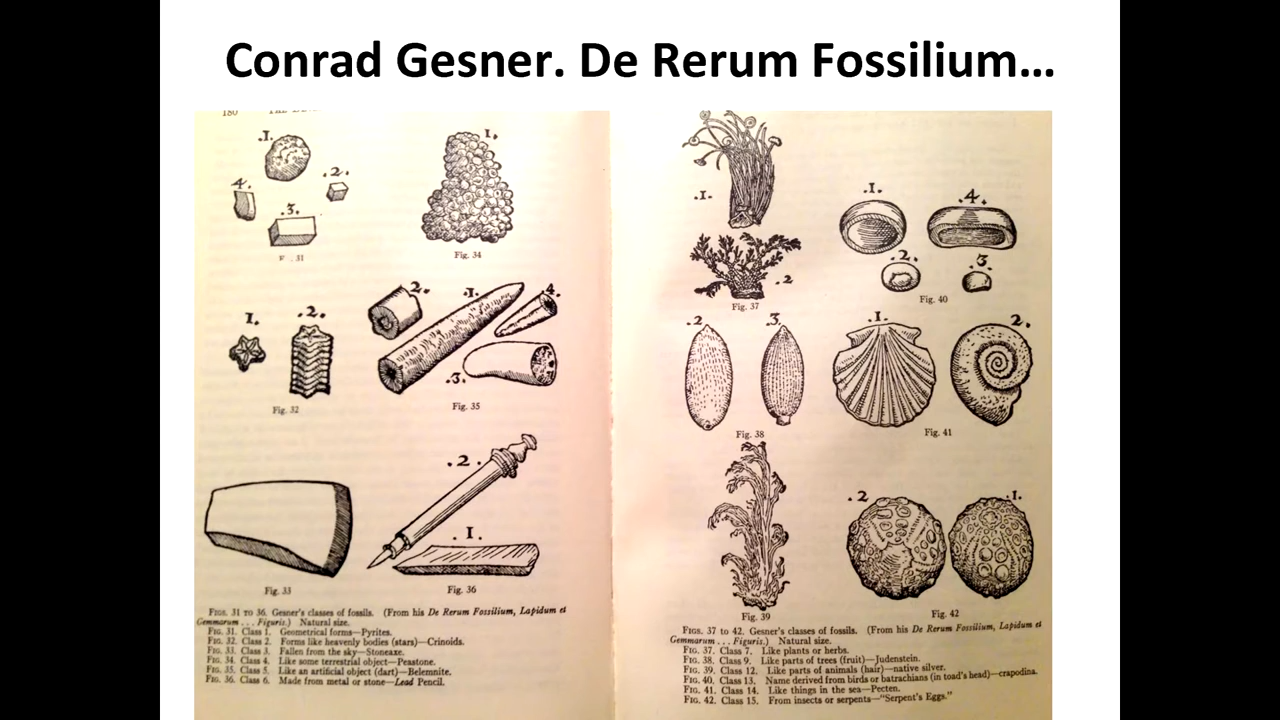 Conrad Gesner. De Rerum Fossilium...
180
.1.
.2.
4.
.3.
1.
Fig. 34
1.
.2.
Fig. 32
2.
.1.
4.
.3.
Fig. 35
Fig. 33
.2.
.1.
Fig. 36
FIGS. 31 TO 36. Gesner's classes of fossils. (From his De Rerum Fossilium, Lapidum et
Gemmarum . . . Figuris.) Natural size.
FIG. 31. Class 1. Geometrical forms—Pyrites.
FIG. 32. Class 2. Forms like heavenly bodies (stars)—Crinoids.
FIG. 33. Class 3. Fallen from the sky—Stoneaxe.
FIG. 34. Class 4. Like some terrestrial object—Peastone.
FIG. 35. Class 5. Like an artificial object (dart)—Belemnite.
FIG. 36. Class 6. Made from metal or stone—Lead Pencil.
.1.
.2
Fig. 37
.1.
.4.
.2.
3.
Fig. 40
.2
.3.
Fig. 38
.1.
2.
Fig. 41
Fig. 39
.2
.1.
Fig. 42
FIGS. 37 to 42. Gesner's classes of fossils. (From his De Rerum Fossilium, Lapidum et
Gemmarum . . . Figuris.) Natural size.
FIG. 37. Class 7. Like plants or herbs.
FIG. 38. Class 9. Like parts of trees (fruit)—Judenstein.
FIG. 39. Class 12. Like parts of animals (hair)—native silver.
FIG. 40. Class 13. Name derived from birds or batrachians (in toad's head)—crapodina.
FIG. 41. Class 14. Like things in the sea—Pecten.
FIG. 42. Class 15. From insects or serpents—"Serpent's Eggs."